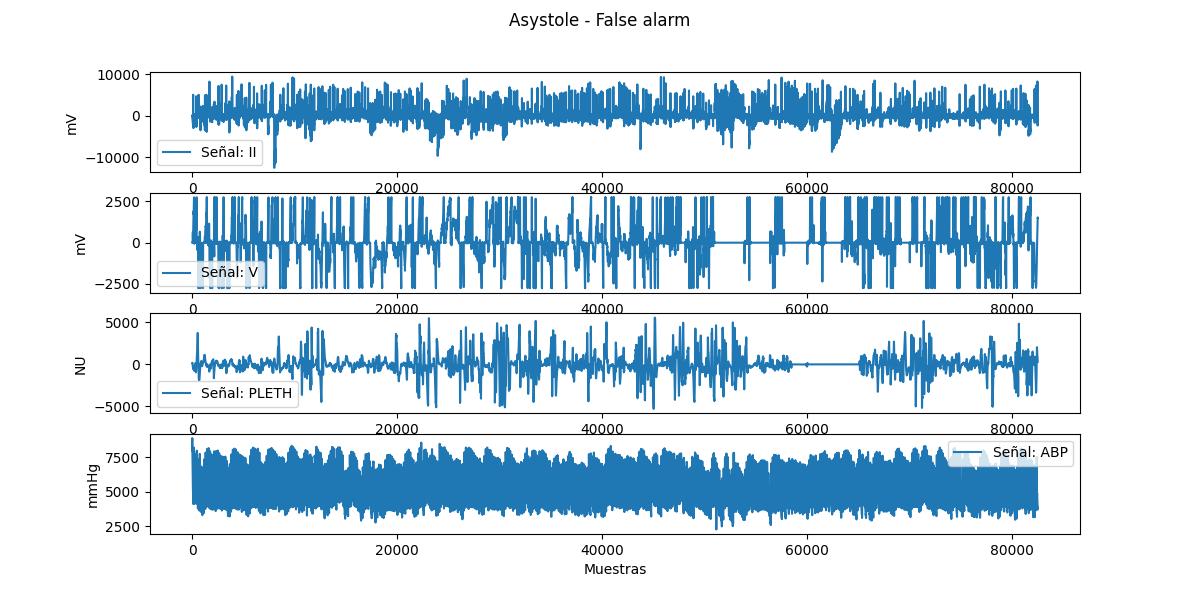 Asystole - False alarm
10000
0
−10000
mV
Señal: II
0 20000 40000 60000 80000
2500
0
−2500
mV
Señal: V
0 20000 40000 60000 80000
5000
0
−5000
NU
Señal: PLETH
0 20000 40000 60000 80000
7500
5000
2500
mmHg
Señal: ABP
0 20000 40000 60000 80000
Muestras